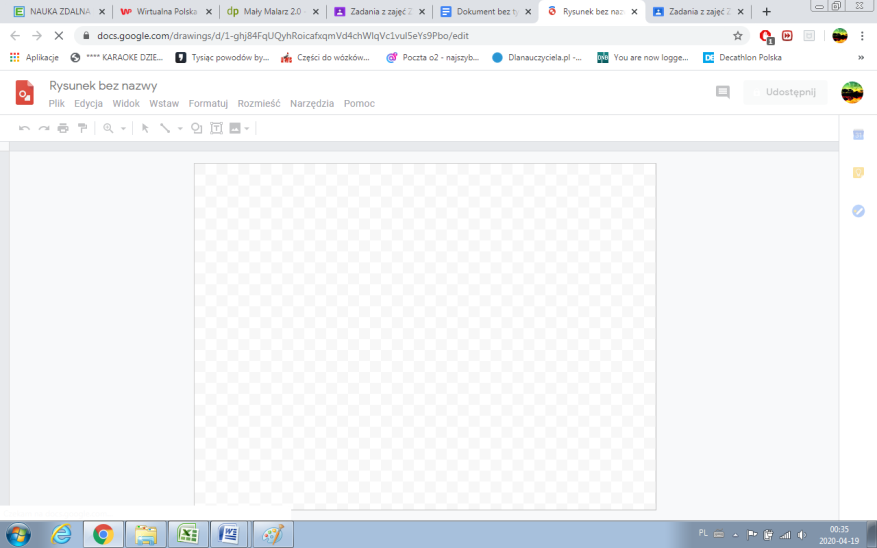 NAUKA ZDALNA
Wirtualna Polska
Mały Malarz 2.0 -
Zadania z zajęć Z
Dokument bez ty
Rysunek bez naz
Zadania z zajęć Z
docs.google.com/drawings/d/1-ghj84FqUQyhRoicafxqmVd4chWlqVc1vul5eYs9Pbo/edit
1
Aplikacje
**** KARAOKE DZIE...
Tysiąc powodów by...
Części do wózków...
Poczta o2 - najszyb...
Dlanauczyciela.pl -...
You are now logge...
Decathlon Polska
Rysunek bez nazwy
Plik Edycja Widok Wstaw Formatuj Rozmieść Narzędzia Pomoc
Udostępnij
PL
00:35
2020-04-19